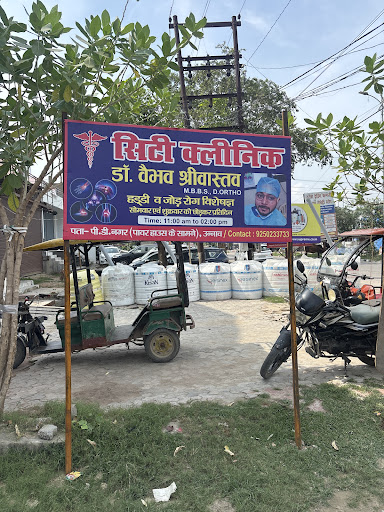 सिटी क्लीनिक
डॉ. वैभव श्रीवास्तव
M.B.B.S., D.ORTHO
हड्डी व जोड़ रोग विशेषज्ञ
सोमवार एवं शुक्रवार को छोड़कर प्रतिदिन
Time : 11:00 am to 02:00 pm
पता – पी.डी.नगर (पावर हाउस के सामने), उन्नाव / Contact : 9250233733